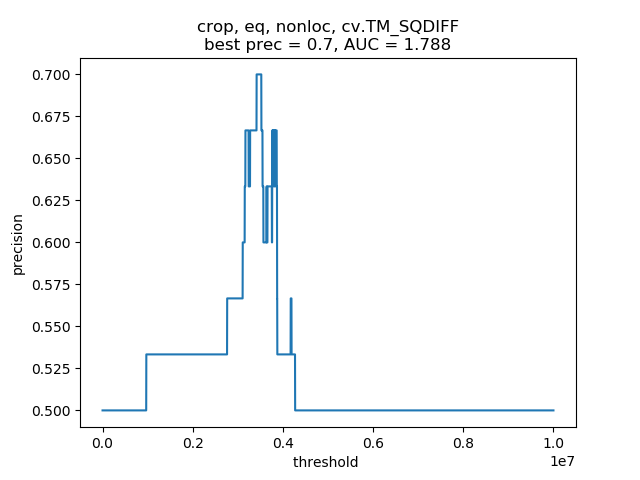 crop, eq, nonloc, cv.TM_SQDIFF
best prec = 0.7, AUC = 1.788
0.700
0.675
0.650
0.625
0.600
0.575
0.550
0.525
0.500
precision
0.0 0.2 0.4 0.6 0.8 1.0
1e7
threshold